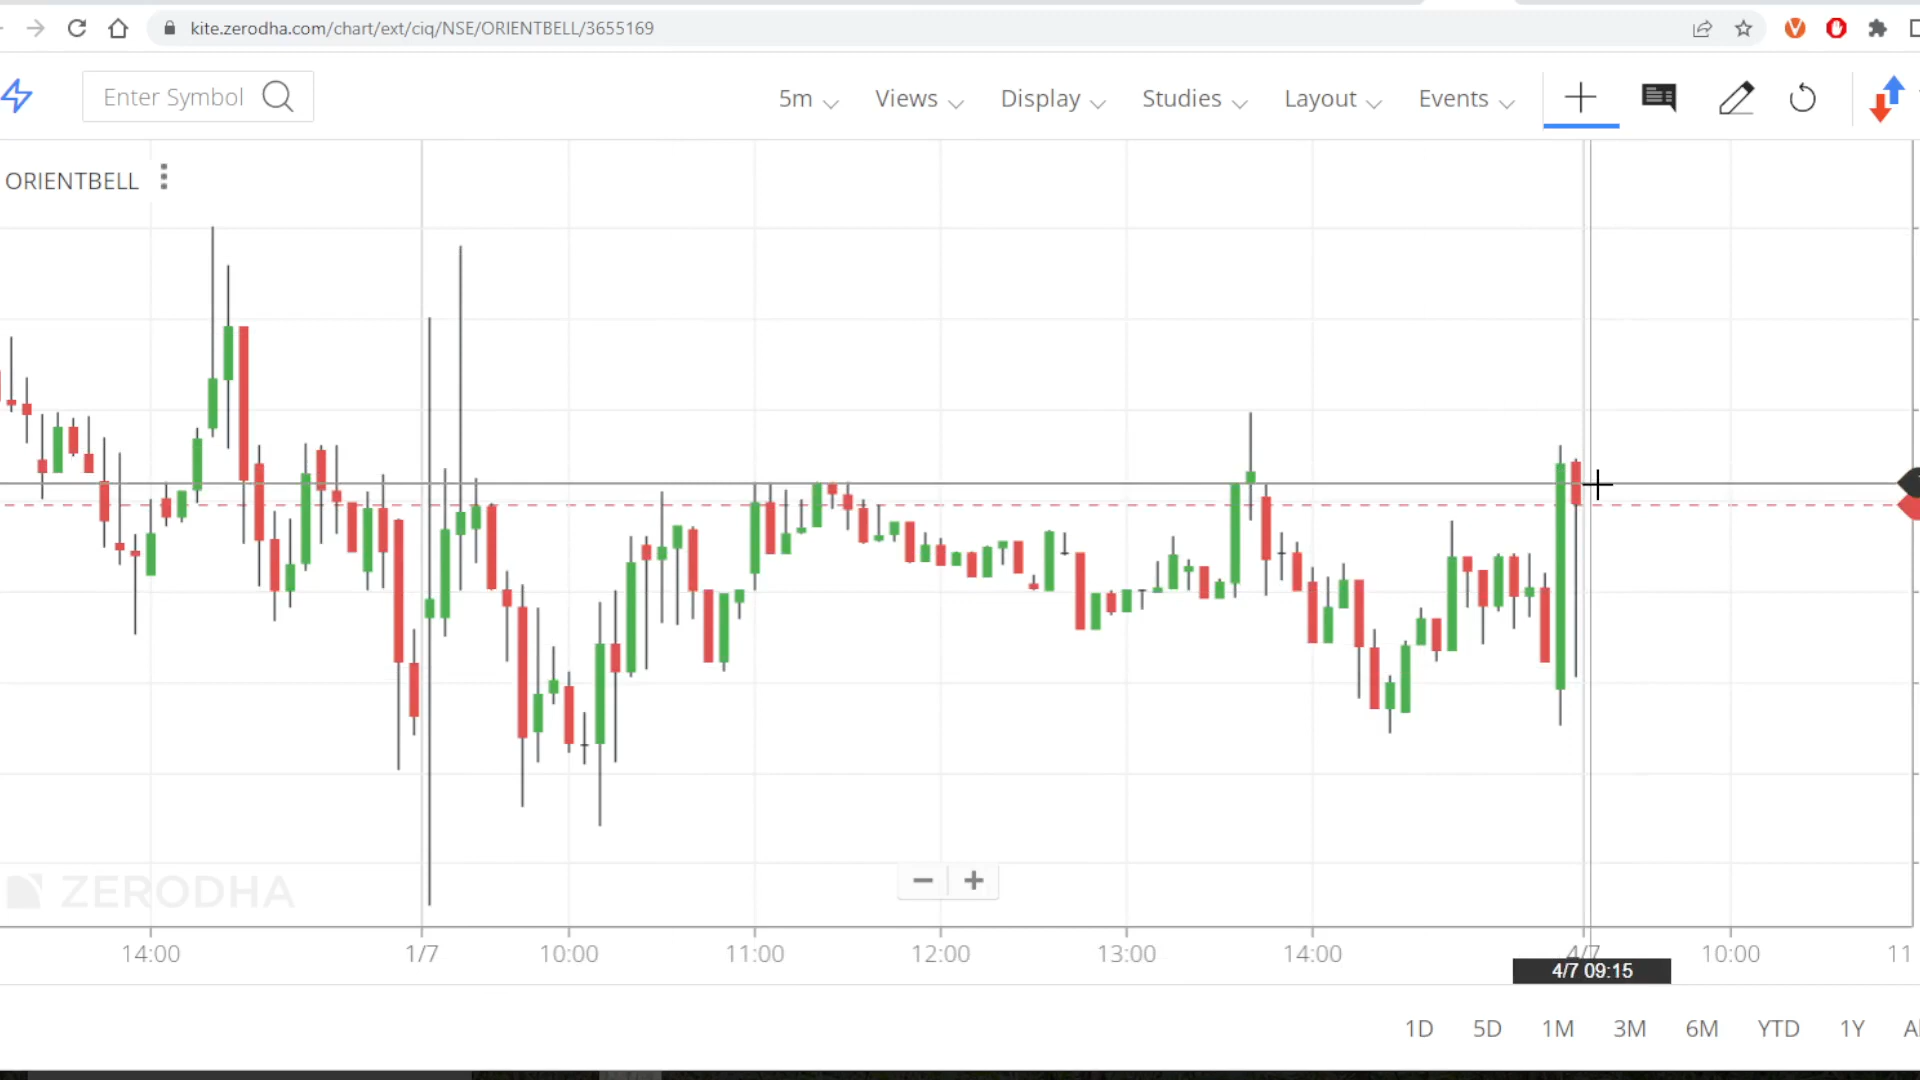 kite.zerodha.com/chart/ext/ciq/NSE/ORIENTBELL/3655169
Enter Symbol
5m Views Display Studies Layout Events
ORIENTBELL
ZERODHA
14:00 1/7 10:00 11:00 12:00 13:00 14:00 4/7 10:00 11
4/7 09:15
1D 5D 1M 3M 6M YTD 1Y